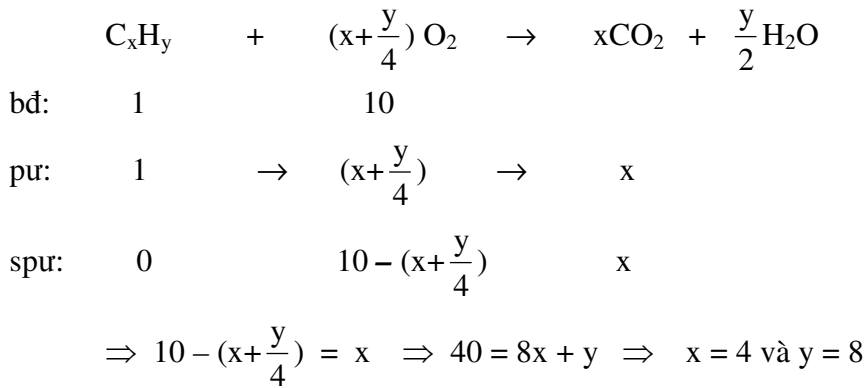 CₓHᵧ + (x+y/4) O₂ → xCO₂ + y/2 H₂O
bđ: 1 10
pư: 1 → (x+y/4) → x
spư: 0 10 – (x+y/4) x
⇒ 10 – (x+y/4) = x ⇒ 40 = 8x + y ⇒ x = 4 và y = 8